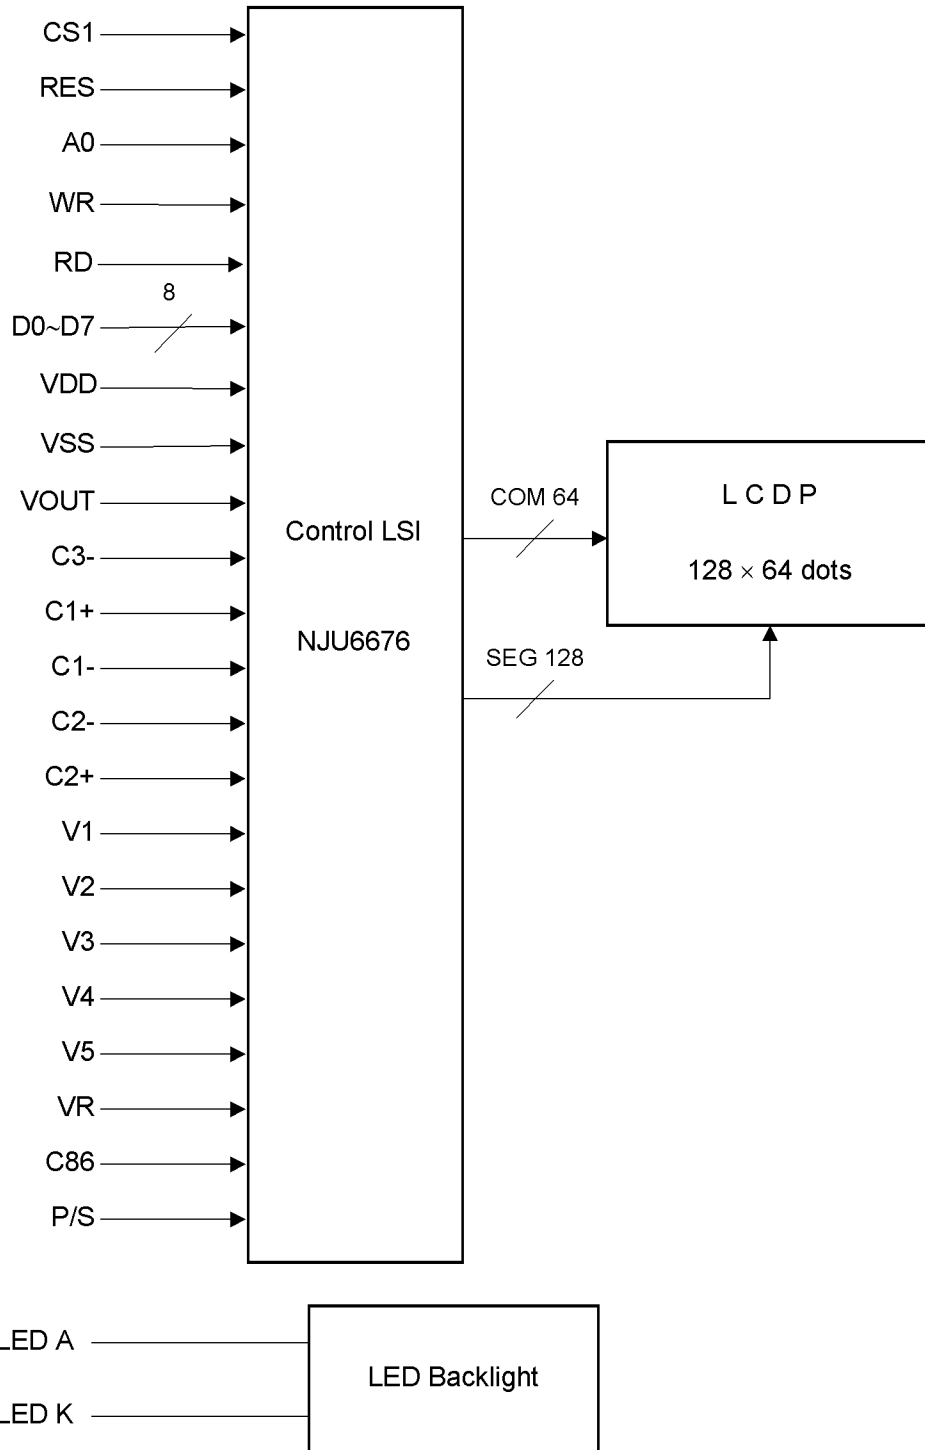 CS1
RES
A0
WR
RD
8
D0~D7
VDD
VSS
VOUT
C3-
C1+
C1-
C2-
C2+
V1
V2
V3
V4
V5
VR
C86
P/S
Control LSI
NJU6676
COM 64
SEG 128
L C D P
128 × 64 dots
LED A
LED K
LED Backlight